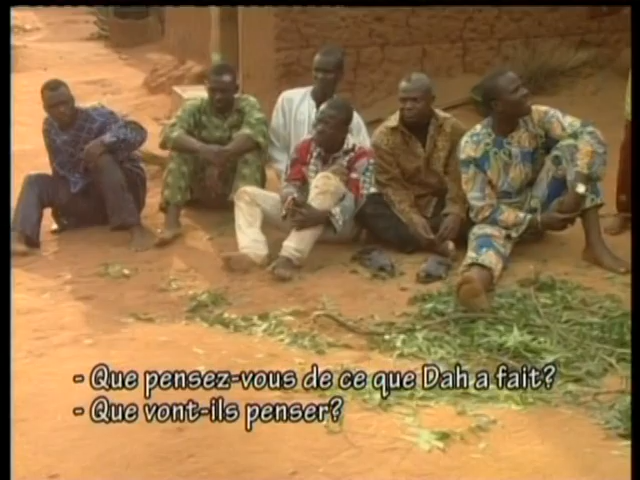 - Que pensez-vous de ce que Dah a fait?
- Que vont-ils penser?